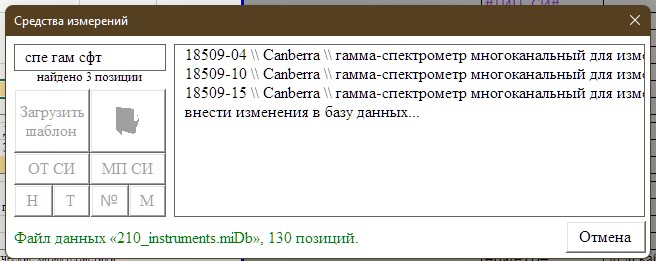 Средства измерений
спе гам сфт
найдено 3 позиции
Загрузить
шаблон
ОТ СИ
МП СИ
Н
Т
№
М
18509-04 \\ Canberra \\ гамма-спектрометр многоканальный для изме
18509-10 \\ Canberra \\ гамма-спектрометр многоканальный для изме
18509-15 \\ Canberra \\ гамма-спектрометр многоканальный для изме
внести изменения в базу данных...
Файл данных «210_instruments.miDb», 130 позиций.
Отмена